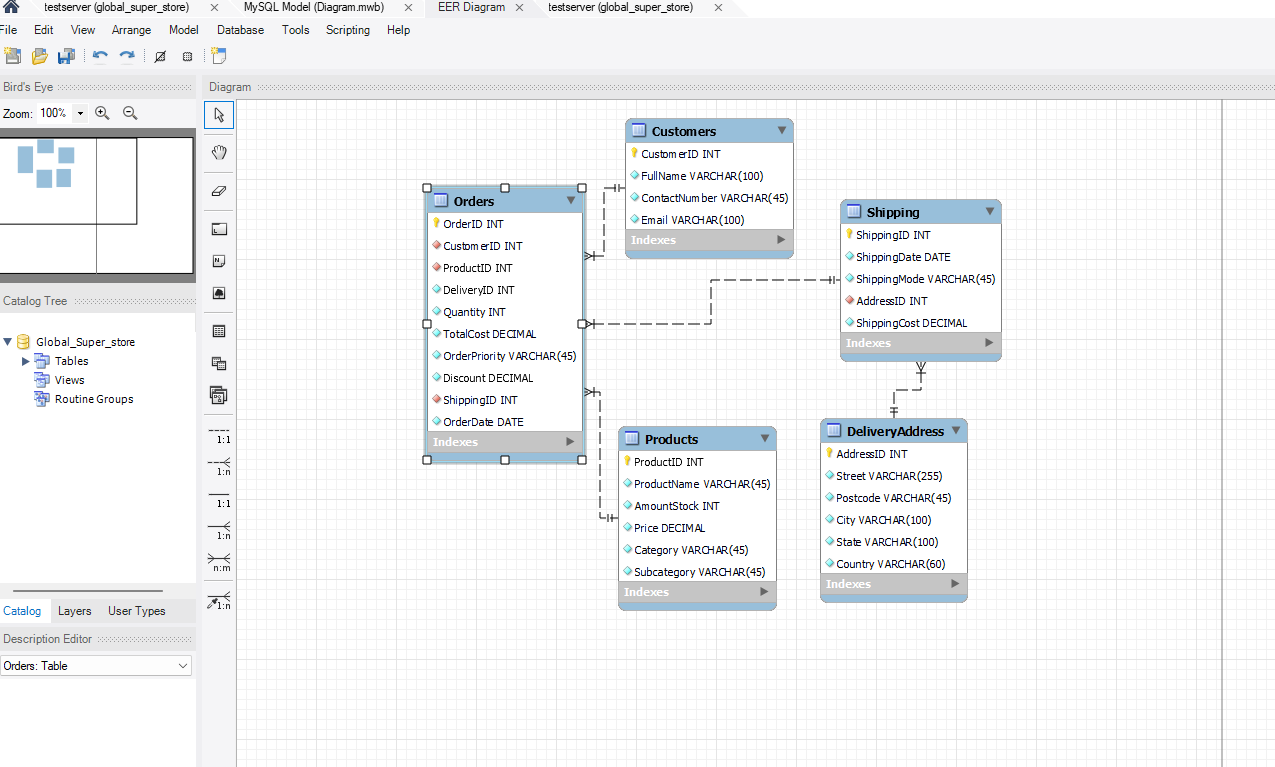 testserver (global_super_store)
MySQL Model (Diagram.mwb)
EER Diagram
testserver (global_super_store)
File Edit View Arrange Model Database Tools Scripting Help
Bird's Eye
Zoom: 100%
Diagram
Catalog Tree
Global_Super_store
Tables
Views
Routine Groups
Catalog Layers User Types
Description Editor
Orders: Table
1:1
1:n
1:1
1:n
n:m
1:n
Orders
OrderID INT
CustomerID INT
ProductID INT
DeliveryID INT
Quantity INT
TotalCost DECIMAL
OrderPriority VARCHAR(45)
Discount DECIMAL
ShippingID INT
OrderDate DATE
Indexes
Customers
CustomerID INT
FullName VARCHAR(100)
ContactNumber VARCHAR(45)
Email VARCHAR(100)
Indexes
Shipping
ShippingID INT
ShippingDate DATE
ShippingMode VARCHAR(45)
AddressID INT
ShippingCost DECIMAL
Indexes
Products
ProductID INT
ProductName VARCHAR(45)
AmountStock INT
Price DECIMAL
Category VARCHAR(45)
Subcategory VARCHAR(45)
Indexes
DeliveryAddress
AddressID INT
Street VARCHAR(255)
Postcode VARCHAR(45)
City VARCHAR(100)
State VARCHAR(100)
Country VARCHAR(60)
Indexes